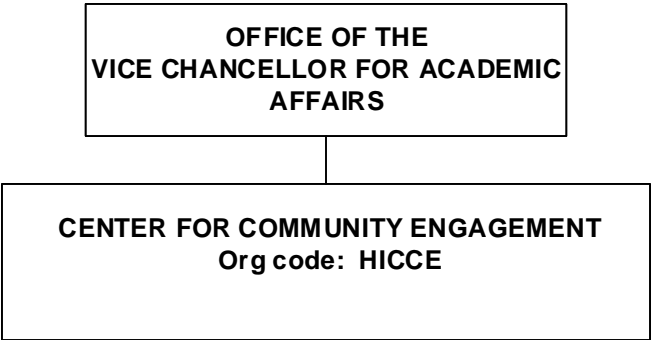 OFFICE OF THE
VICE CHANCELLOR FOR ACADEMIC
AFFAIRS
CENTER FOR COMMUNITY ENGAGEMENT
Org code:  HICCE